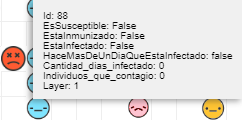 Id: 88
EsSusceptible: False
EstaInmunizado: False
EstaInfectado: False
HaceMasDeUnDiaQueEstaInfectado: false
Cantidad_dias_infectado: 0
Individuos_que_contagio: 0
Layer: 1